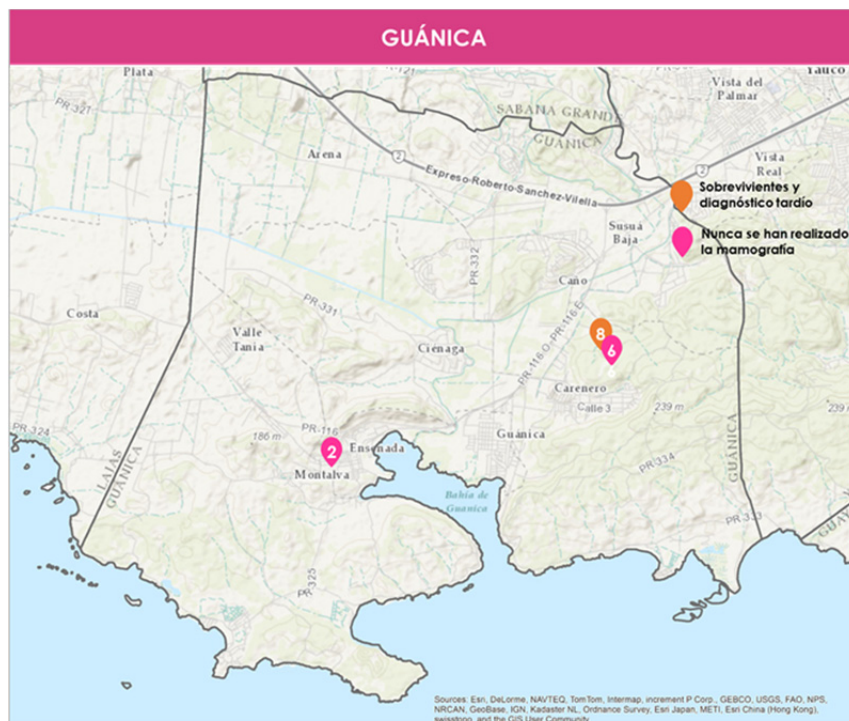 GUÁNICA
Plata
PR-321
Vista del
Palmar
Yauco
SABANA GRANDE
GUÁNICA
2
Arena
Expreso-Roberto-Sanchez-Vilella
2
Vista
Real
Sobrevivientes y
diagnóstico tardío
Susuá
Baja
Nunca se han realizado
la mamografía
PR-332
Caño
PR-331
Costa
Valle
Tania
Ciénaga
PR-116-O-PR-116 E
8
6
Carenero
Calle 3
239 m
239 m
PR-324
PR-116
186 m
Ensenada
Guánica
2
Montalva
LAJAS
GUÁNICA
PR-334
GUÁNICA
Bahía de
Guanica
PR-333
PR-325
Sources: Esri, DeLorme, NAVTEQ, TomTom, Intermap, increment P Corp., GEBCO, USGS, FAO, NPS,
NRCAN, GeoBase, IGN, Kadaster NL, Ordnance Survey, Esri Japan, METI, Esri China (Hong Kong),
swisstopo, and the GIS User Community